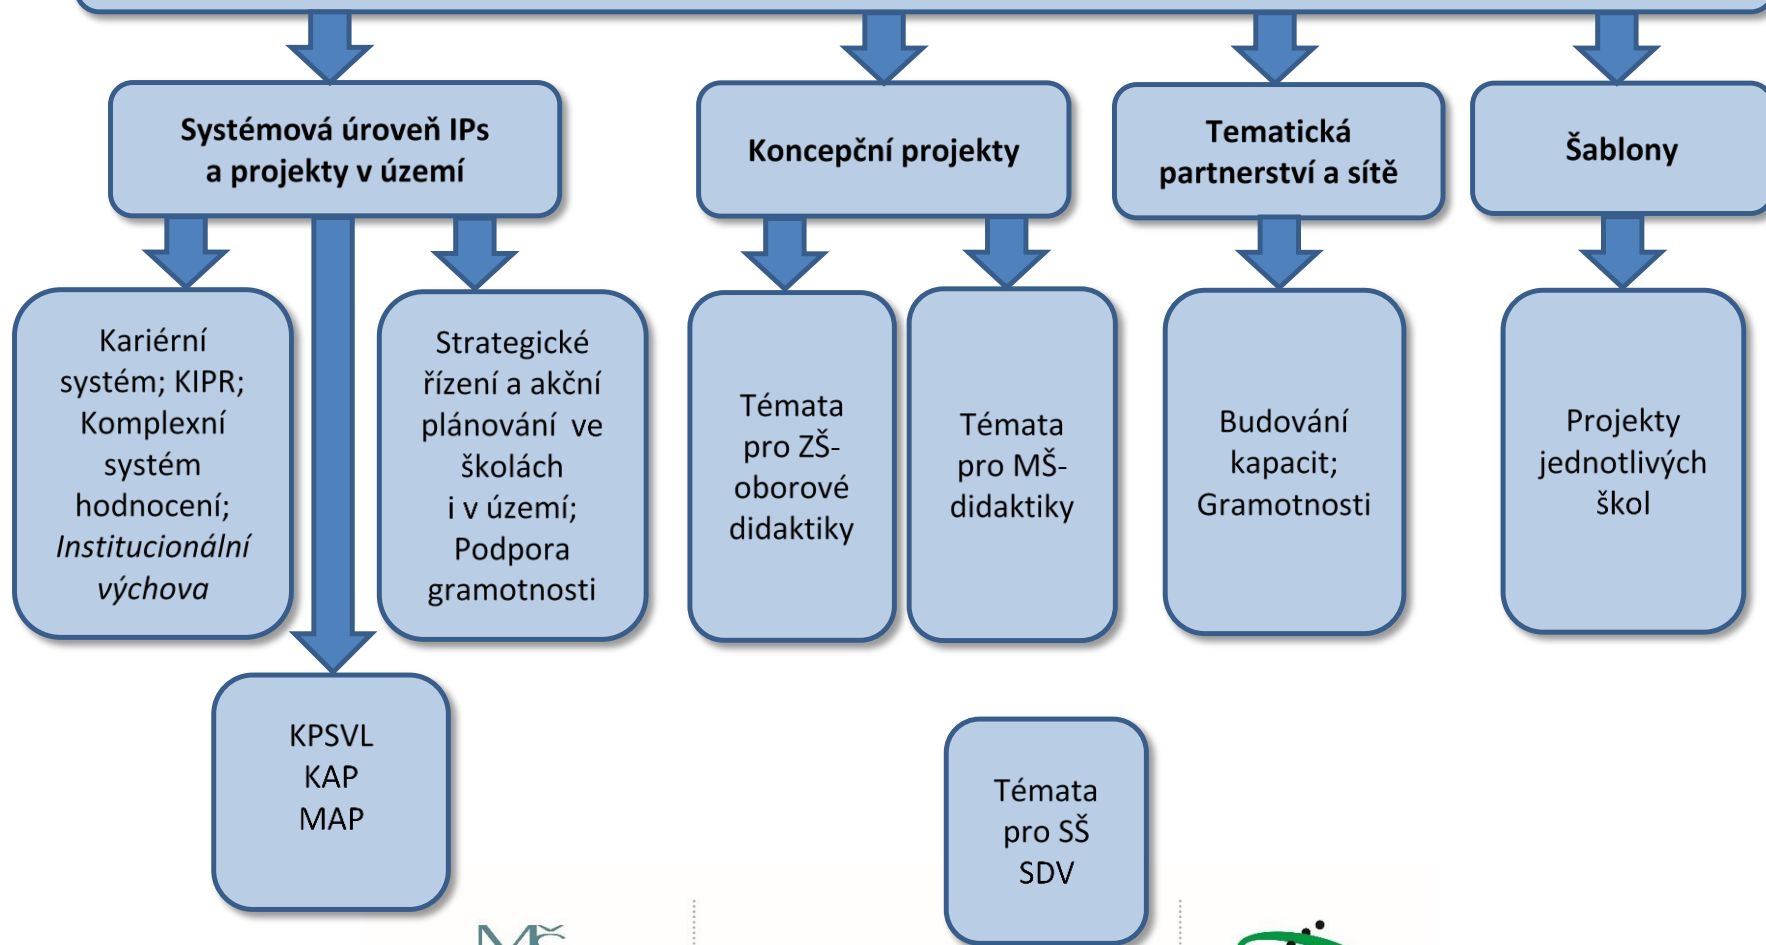 Systémová úroveň IPs
a projekty v území
Koncepční projekty
Tematická
partnerství a sítě
Šablony
Kariérní
systém; KIPR;
Komplexní
systém
hodnocení;
Institucionální
výchova
Strategické
řízení a akční
plánování ve
školách
i v území;
Podpora
gramotnosti
Témata
pro ZŠ-
oborové
didaktiky
Témata
pro MŠ-
didaktiky
Budování
kapacit;
Gramotnosti
Projekty
jednotlivých
škol
KPSVL
KAP
MAP
Témata
pro SŠ
SDV